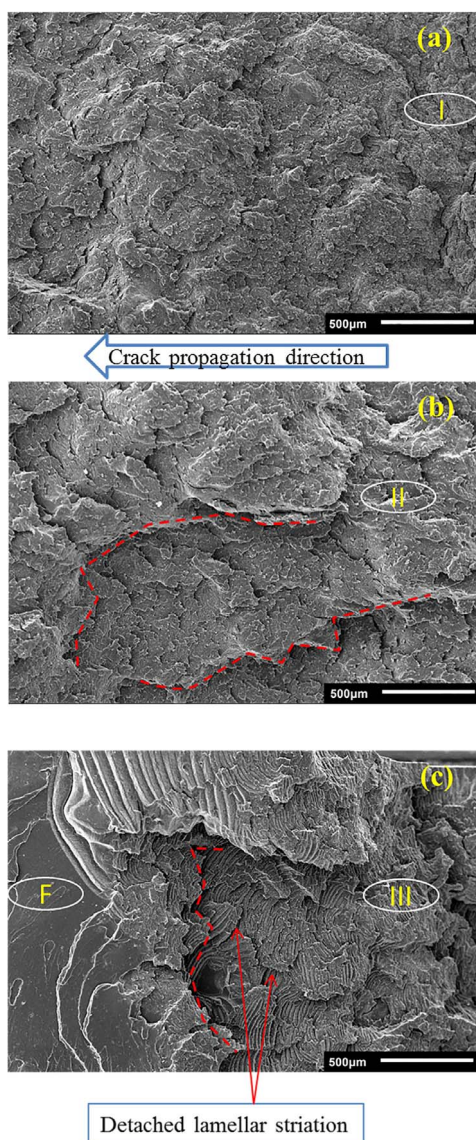 (a)
I
500µm
Crack propagation direction
(b)
II
500µm
(c)
F
III
500µm
Detached lamellar striation